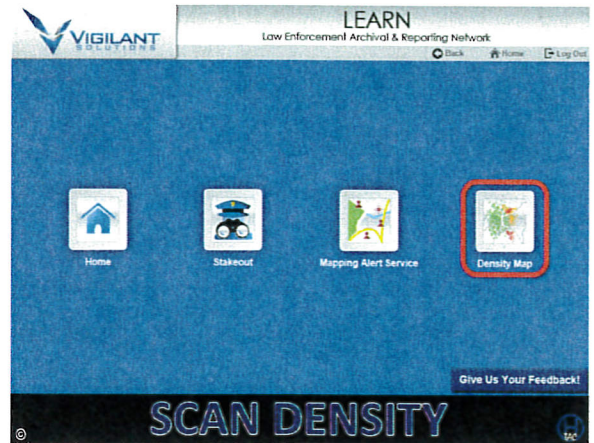 VIGILANT
SOLUTIONS
LEARN
Law Enforcement Archival & Reporting Network
Back
Home
Log Out
Home
Stakeout
Mapping Alert Service
Density Map
Give Us Your Feedback!
SCAN DENSITY
©